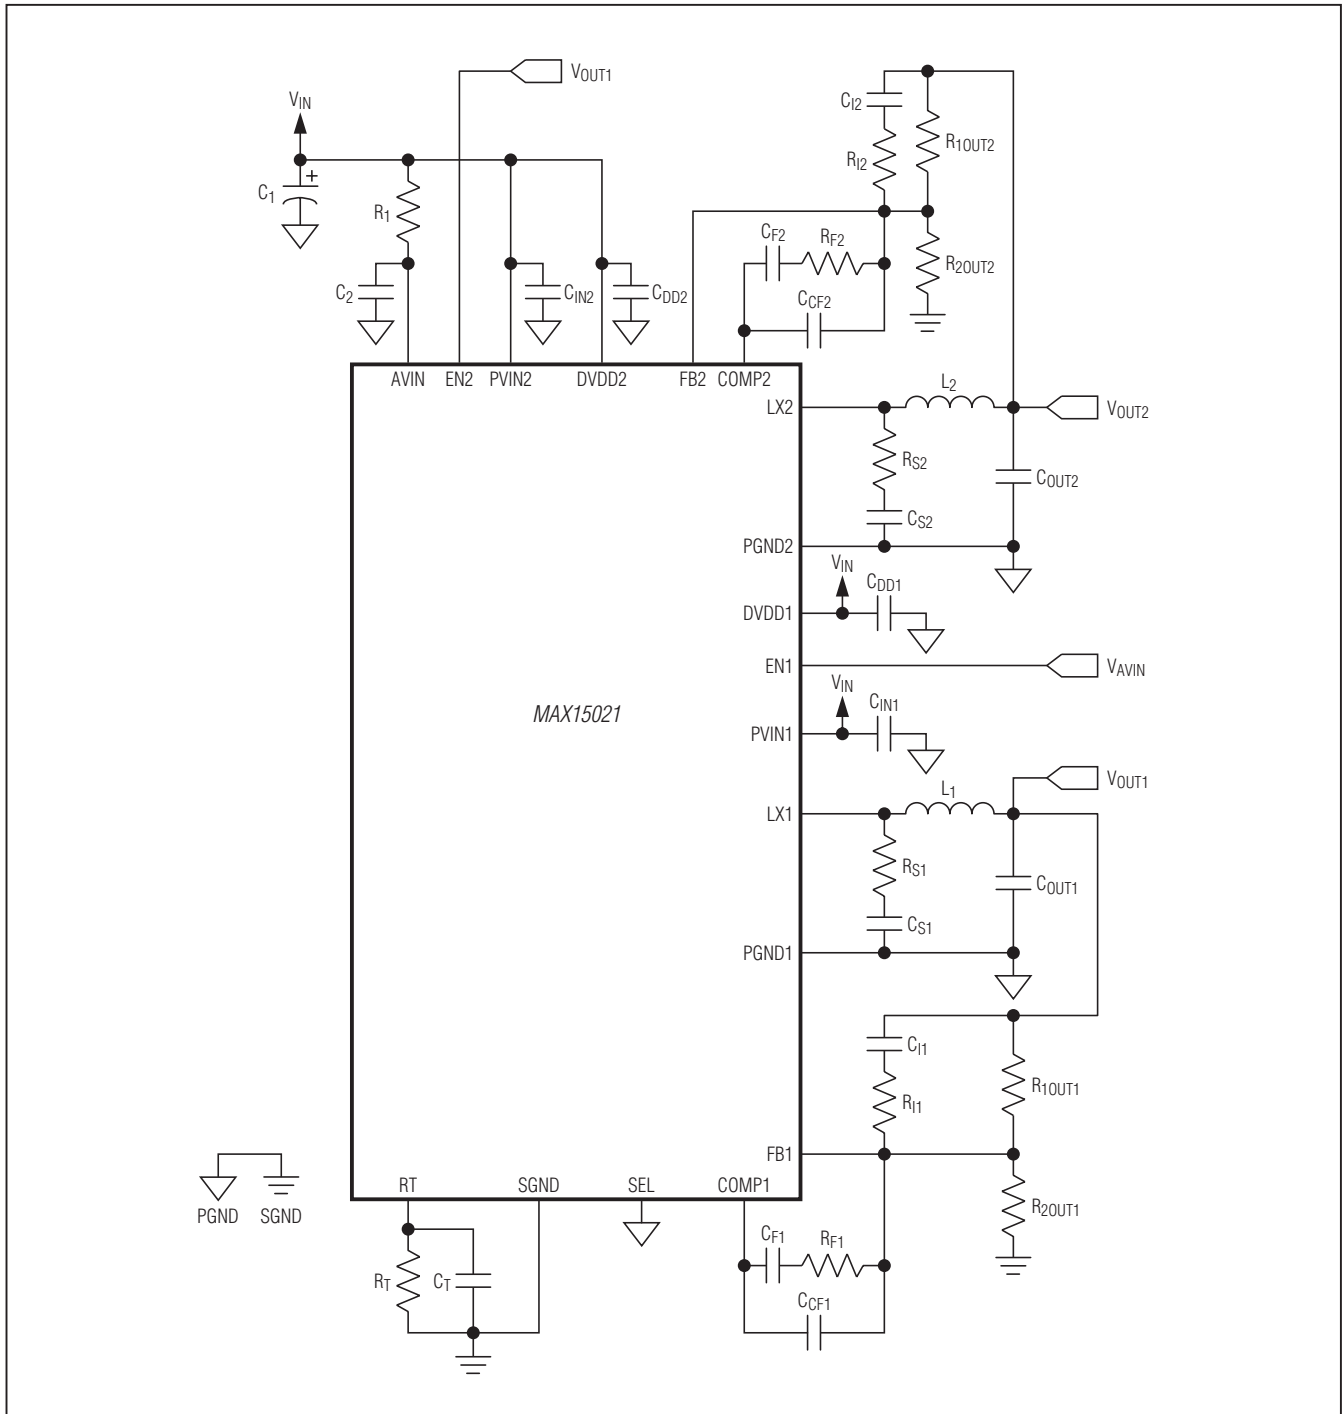 VOUT1
VIN
CI2
R1OUT2
RI2
C1
R1
CF2
RF2
R2OUT2
C2
CIN2
CDD2
CCF2
AVIN
EN2
PVIN2
DVDD2
FB2
COMP2
LX2
L2
VOUT2
RS2
COUT2
CS2
PGND2
VIN
CDD1
DVDD1
EN1
VAVIN
VIN
CIN1
MAX15021
PVIN1
VOUT1
LX1
L1
RS1
COUT1
CS1
PGND1
CI1
R1OUT1
RI1
FB1
RT
SGND
SEL
COMP1
R2OUT1
PGND
SGND
CF1
RF1
RT
CT
CCF1
+